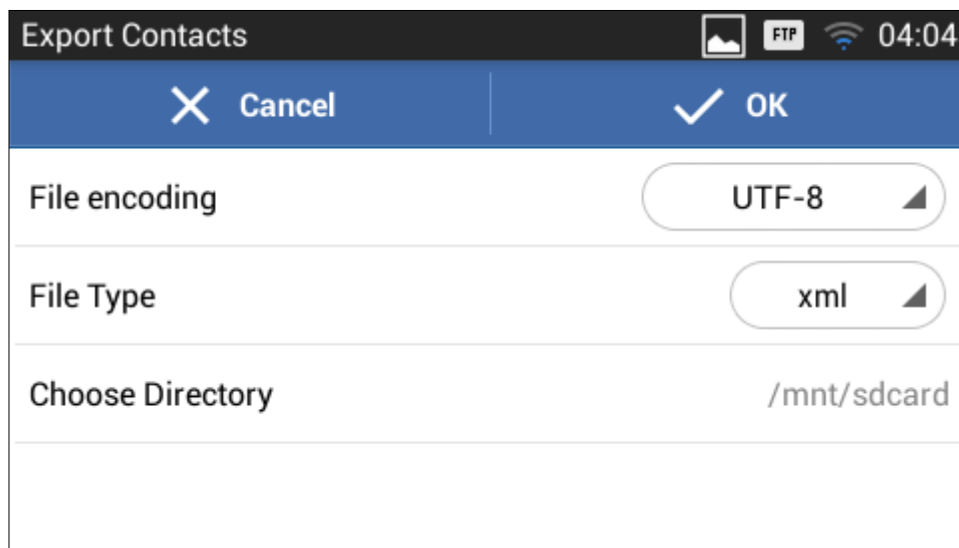 Export Contacts FTP 04:04
Cancel OK
File encoding UTF-8
File Type xml
Choose Directory /mnt/sdcard